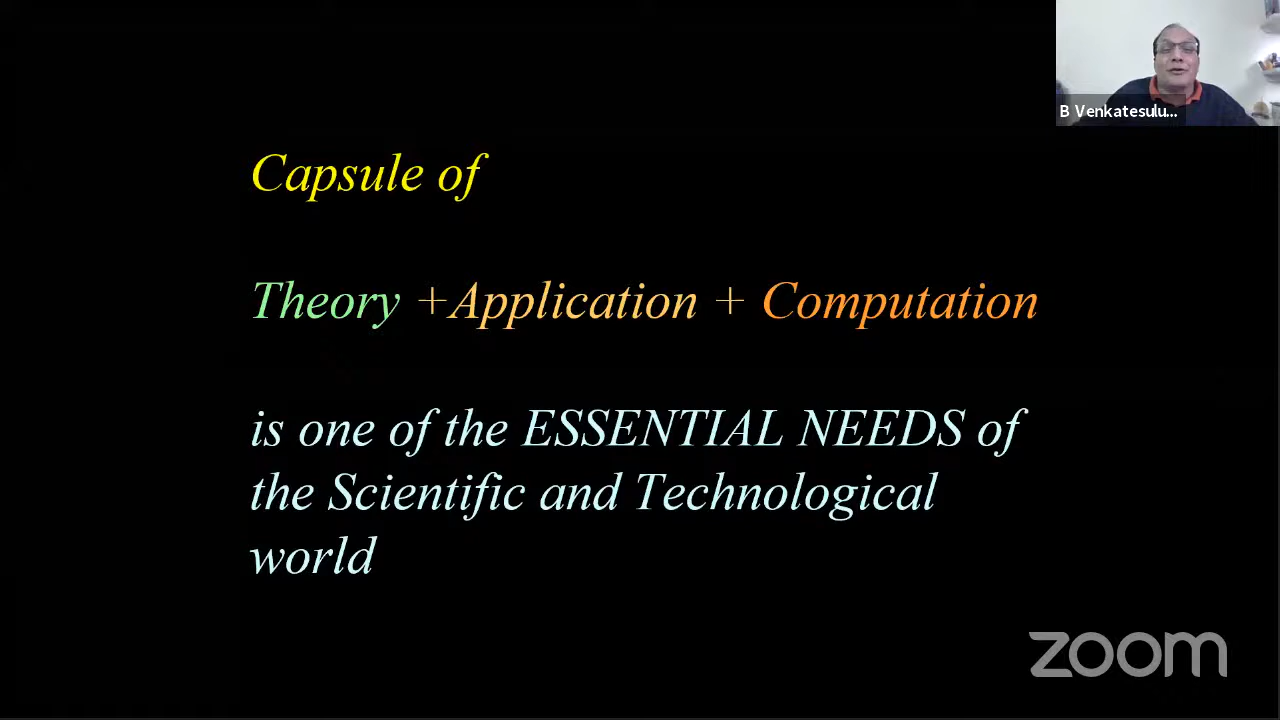 B Venkatesulu...
Capsule of
Theory +Application + Computation
is one of the ESSENTIAL NEEDS of
the Scientific and Technological
world
zoom